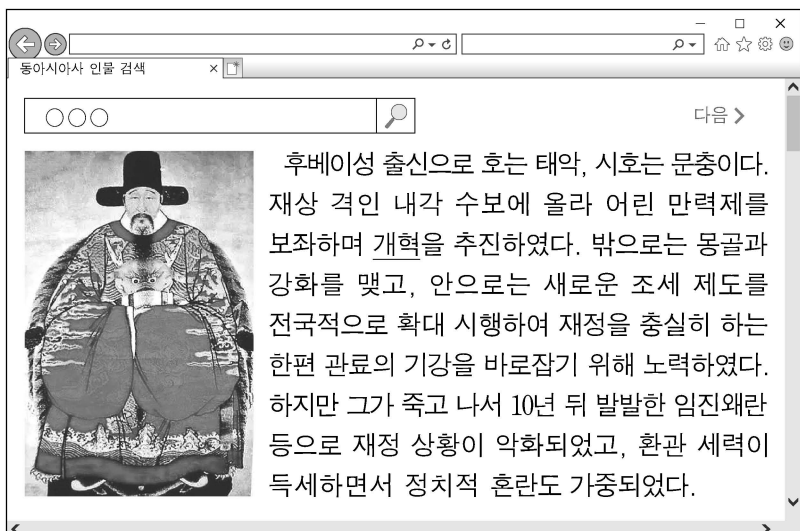 동아시아사 인물 검색
○○○
다음
후베이성 출신으로 호는 태악, 시호는 문충이다.
재상 격인 내각 수보에 올라 어린 만력제를
보좌하며 개혁을 추진하였다. 밖으로는 몽골과
강화를 맺고, 안으로는 새로운 조세 제도를
전국적으로 확대 시행하여 재정을 충실히 하는
한편 관료의 기강을 바로잡기 위해 노력하였다.
하지만 그가 죽고 나서 10년 뒤 발발한 임진왜란
등으로 재정 상황이 악화되었고, 환관 세력이
득세하면서 정치적 혼란도 가중되었다.